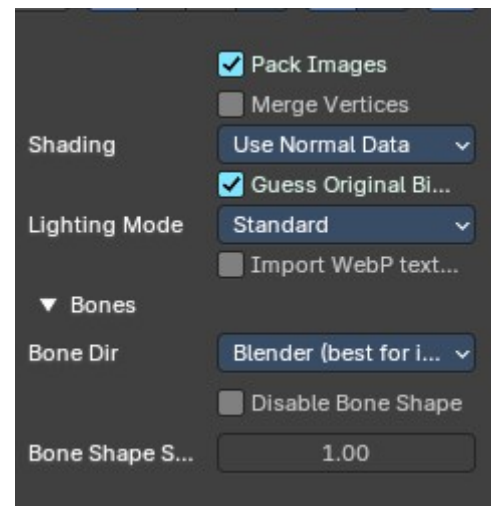 Pack Images
Merge Vertices
Shading Use Normal Data
Guess Original Bi...
Lighting Mode Standard
Import WebP text...
Bones
Bone Dir Blender (best for i...
Disable Bone Shape
Bone Shape S... 1.00